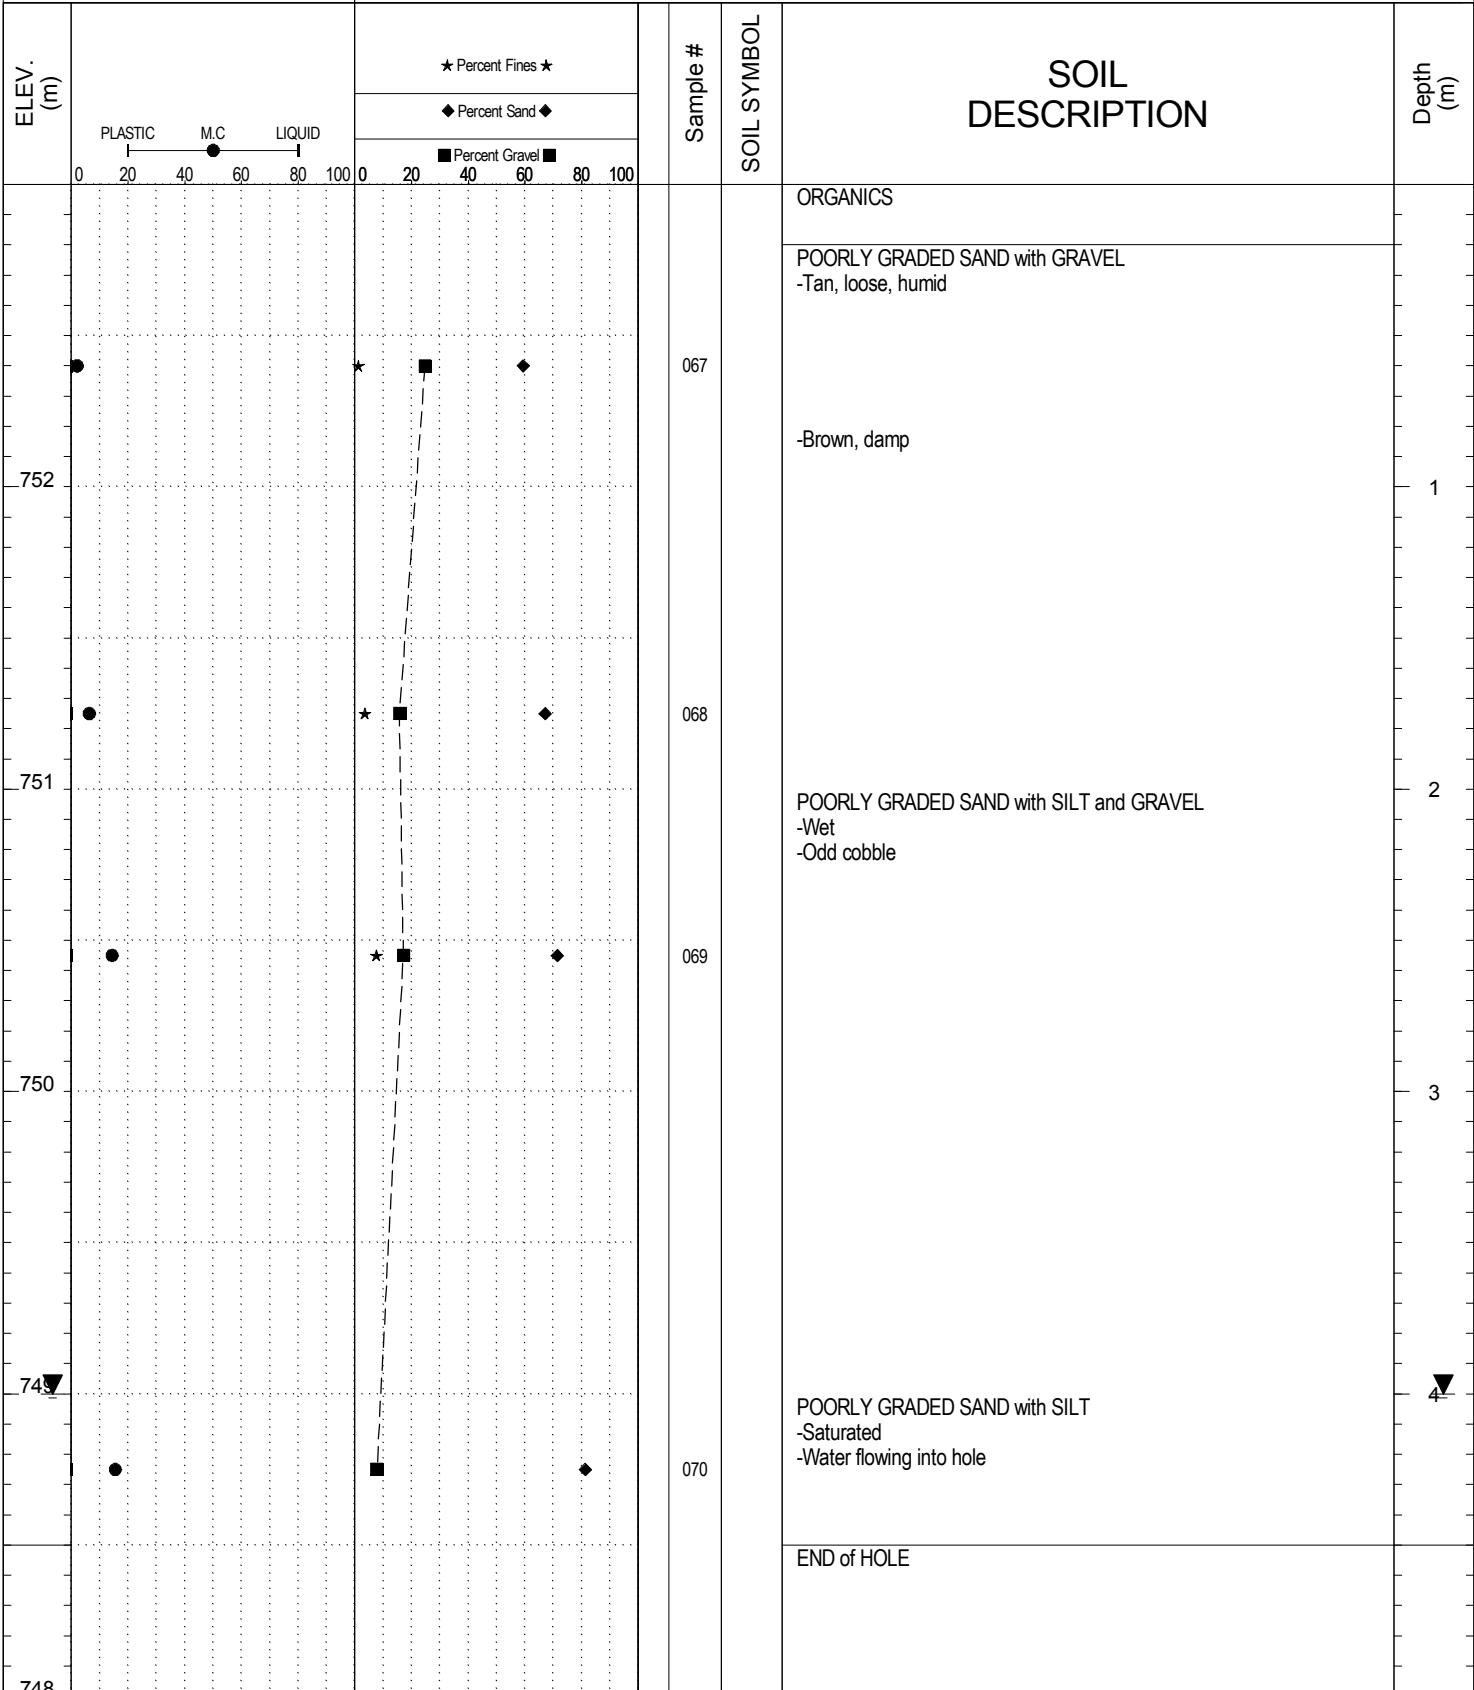 ELEV.
(m)
PLASTIC M.C LIQUID
0 20 40 60 80 100
★ Percent Fines ★
◆ Percent Sand ◆
■ Percent Gravel ■
0 20 40 60 80 100
Sample #
SOIL SYMBOL
SOIL
DESCRIPTION
Depth
(m)
ORGANICS
POORLY GRADED SAND with GRAVEL
-Tan, loose, humid
067
-Brown, damp
752
1
068
751
2
POORLY GRADED SAND with SILT and GRAVEL
-Wet
-Odd cobble
069
750
3
749
4
POORLY GRADED SAND with SILT
-Saturated
-Water flowing into hole
070
END of HOLE
748